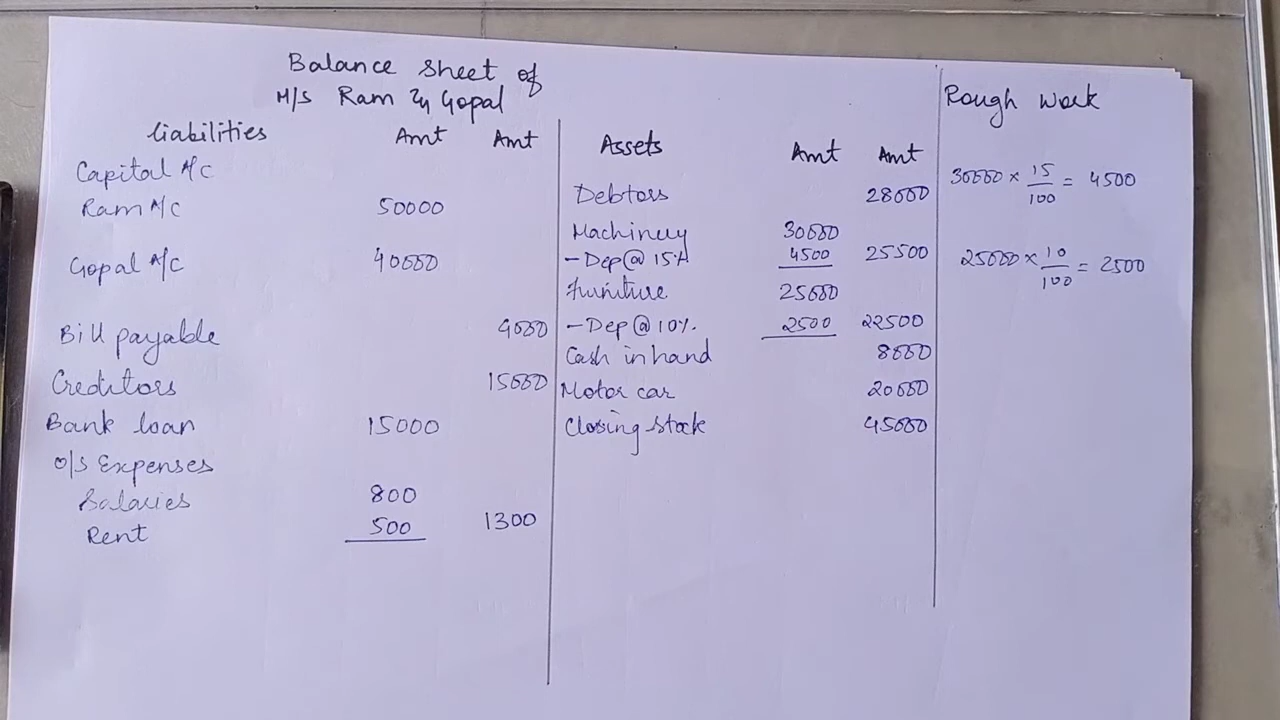 Balance Sheet of
M/S Ram & Gopal
Liabilities Amt Amt
Capital A/C
Ram A/C 50000
Gopal A/C 40000
Bill payable 4000
Creditors 15000
Bank loan 15000
O/S Expenses
Salaries 800
Rent 500 1300
Assets Amt Amt
Debtors 28000
Machinery 30000
- Dep @ 15% 4500 25500
Furniture 25000
- Dep @ 10% 2500 22500
Cash in hand 8000
Motor car 20000
Closing stock 45000
Rough Work
30000 × 15/100 = 4500
25000 × 10/100 = 2500